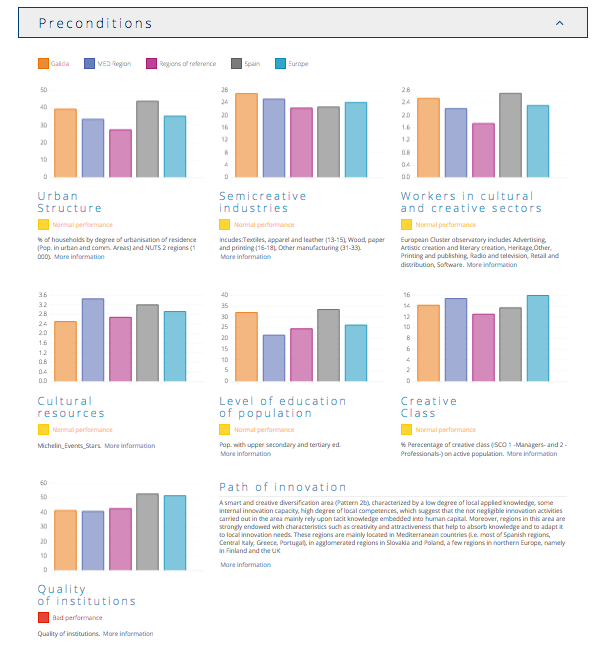 Preconditions
Galicia MED Region Regions of reference Spain Europe
50
40
30
20
10
0
28
24
20
16
12
8
4
0
2.8
2.4
2.0
1.6
1.2
0.8
0.4
0.0
Urban
Structure
Normal performance
% of households by degree of urbanisation of residence
(Pop. in urban and comm. Areas) and NUTS 2 regions (1
000). More information
Semicreative
industries
Normal performance
Incudes:Textiles, apparel and leather (13-15), Wood, paper
and printing (16-18), Other manufacturing (31-33).
More information
Workers in cultural
and creative sectors
Normal performance
European Cluster observatory includes Advertising,
Artistic creation and literary creation, Heritage,Other,
Printing and publishing, Radio and television, Retail and
distribution, Software. More information
3.6
3.2
2.8
2.4
2.0
1.6
1.2
0.8
0.4
0.0
40
35
30
25
20
15
10
5
0
16
14
12
10
8
6
4
2
0
Cultural
resources
Normal performance
Michelin_Events_Stars. More information
Level of education
of population
Normal performance
Pop. with upper secondary and tertiary ed.
More information
Creative
Class
Normal performance
% Perecentage of creative class (ISCO 1 -Managers- and 2 -
Professionals-) on active population. More information
60
50
40
30
20
10
0
Quality
of institutions
Bad performance
Quality of institutions. More information
Path of innovation
A smart and creative diversification area (Pattern 2b), characterized by a low degree of local applied knowledge, some
internal innovation capacity, high degree of local competences, which suggest that the not negligible innovation activities
carried out in the area mainly rely upon tacit knowledge embedded into human capital. Moreover, regions in this area are
strongly endowed with characteristics such as creativity and attractiveness that help to absorb knowledge and to adapt it
to local innovation needs. These regions are mainly located in Mediterranean countries (i.e. most of Spanish regions,
Central Italy, Greece, Portugal), in agglomerated regions in Slovakia and Poland, a few regions in northern Europe, namely
in Finland and the UK
More information